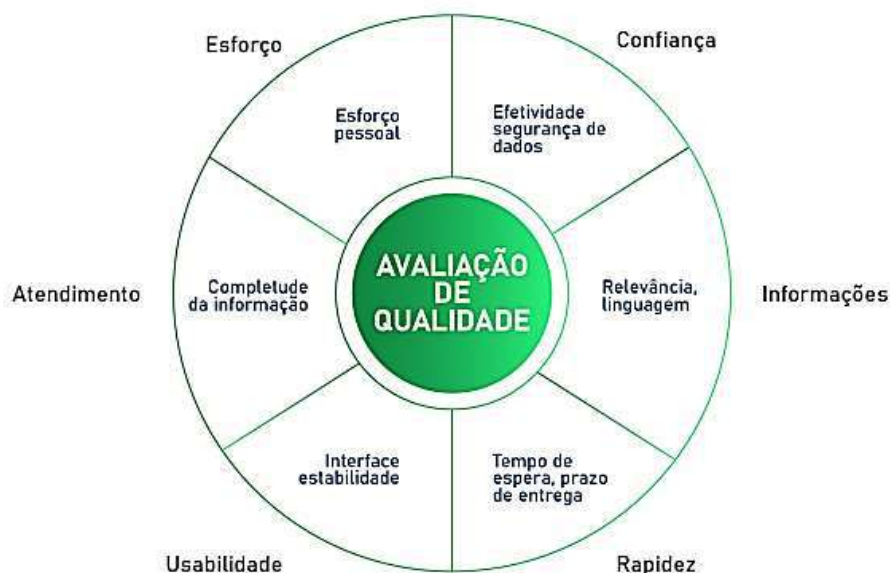 Esforço
Confiança
Esforço
pessoal
Efetividade
segurança de
dados
Atendimento
Completude
da informação
AVALIAÇÃO
DE
QUALIDADE
Relevância,
linguagem
Informações
Interface
estabilidade
Tempo de
espera, prazo
de entrega
Usabilidade
Rapidez